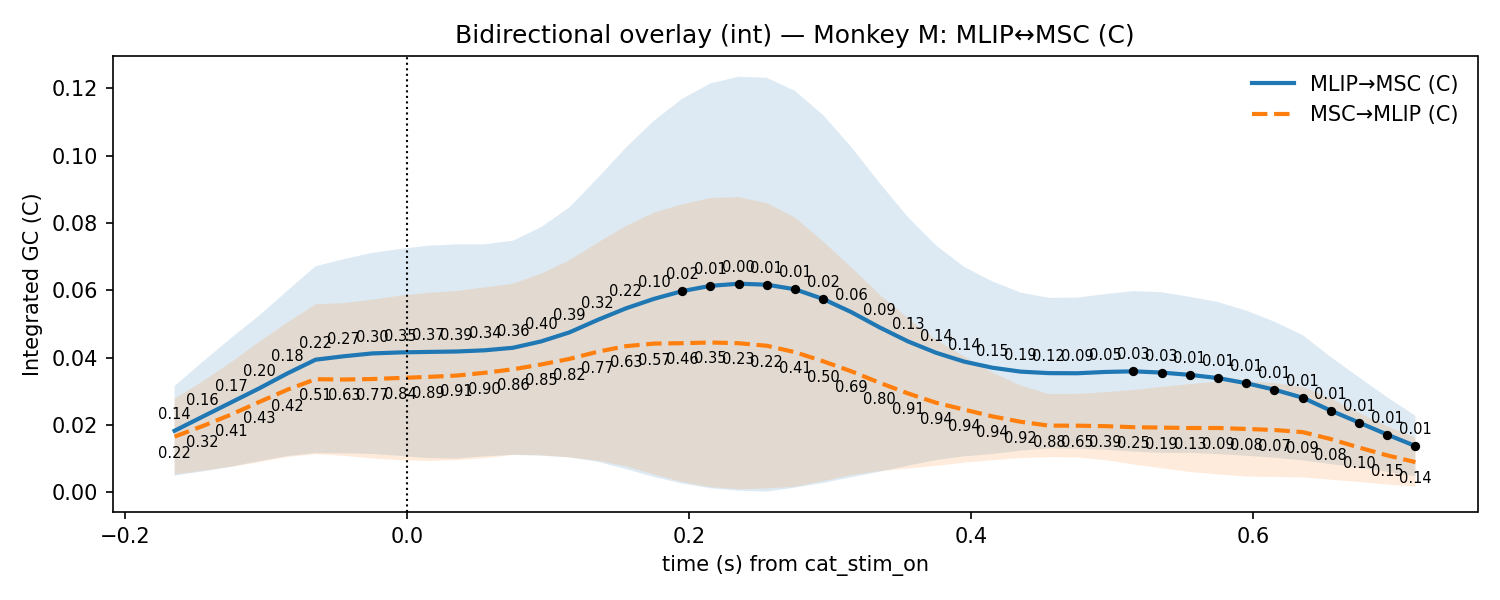 Bidirectional overlay (int) — Monkey M: MLIP↔MSC (C)
MLIP→MSC (C)
MSC→MLIP (C)
Integrated GC (C)
0.12
0.10
0.08
0.06
0.04
0.02
0.00
0.14 0.16 0.17 0.20 0.18 0.22 0.27 0.30 0.35 0.37 0.39 0.34 0.36 0.40 0.39 0.32 0.22 0.10 0.02 0.01 0.00 0.01 0.01 0.02 0.06 0.09 0.13 0.14 0.14 0.15 0.19 0.12 0.09 0.05 0.03 0.03 0.01 0.01 0.01 0.01 0.01 0.01 0.01 0.01 0.01
0.22 0.32 0.41 0.43 0.42 0.51 0.63 0.77 0.84 0.89 0.91 0.90 0.86 0.85 0.82 0.77 0.63 0.57 0.46 0.35 0.23 0.22 0.41 0.50 0.69 0.80 0.91 0.94 0.94 0.94 0.92 0.88 0.65 0.39 0.25 0.19 0.13 0.09 0.08 0.07 0.09 0.08 0.10 0.15 0.14
−0.2 0.0 0.2 0.4 0.6
time (s) from cat_stim_on